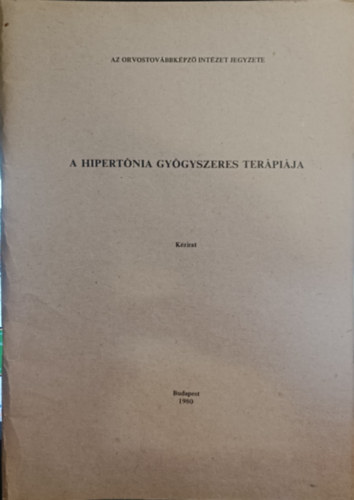 AZ ORVOSTOVÁBBKÉPZŐ INTÉZET JEGYZETE
A HIPERTÓNIA GYÓGYSZERES TERÁPIÁJA
Kézirat
Budapest
1980